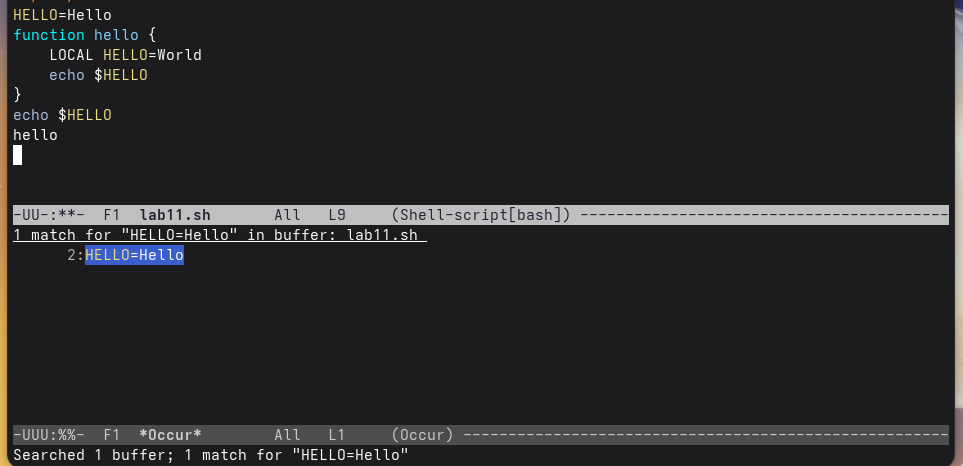 HELLO=Hello
function hello {
    LOCAL HELLO=World
    echo $HELLO
}
echo $HELLO
hello
-UU-:**-  F1  lab11.sh       All   L9     (Shell-script[bash]) -----------------------------------------
1 match for "HELLO=Hello" in buffer: lab11.sh
      2:HELLO=Hello
-UUU:%%-  F1  *Occur*        All   L1     (Occur) ------------------------------------------------------
Searched 1 buffer; 1 match for "HELLO=Hello"